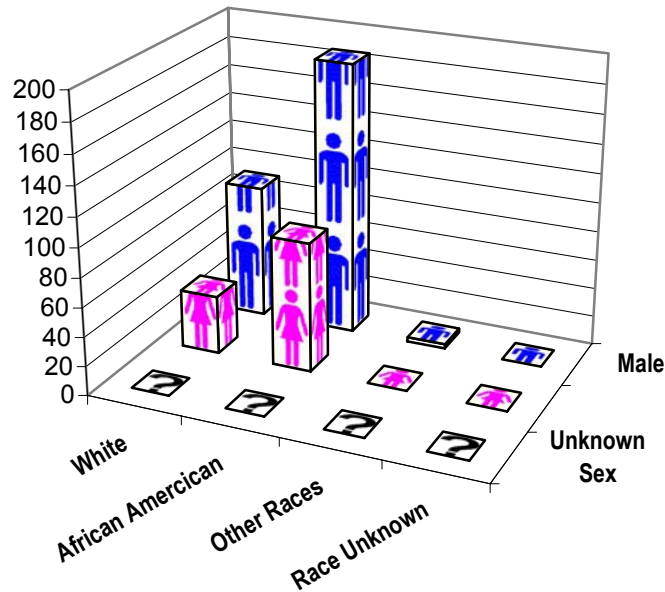 200
180
160
140
120
100
80
60
40
20
0
White
African Amercican
Other Races
Race Unknown
Male
Unknown
Sex
?
?
?
?